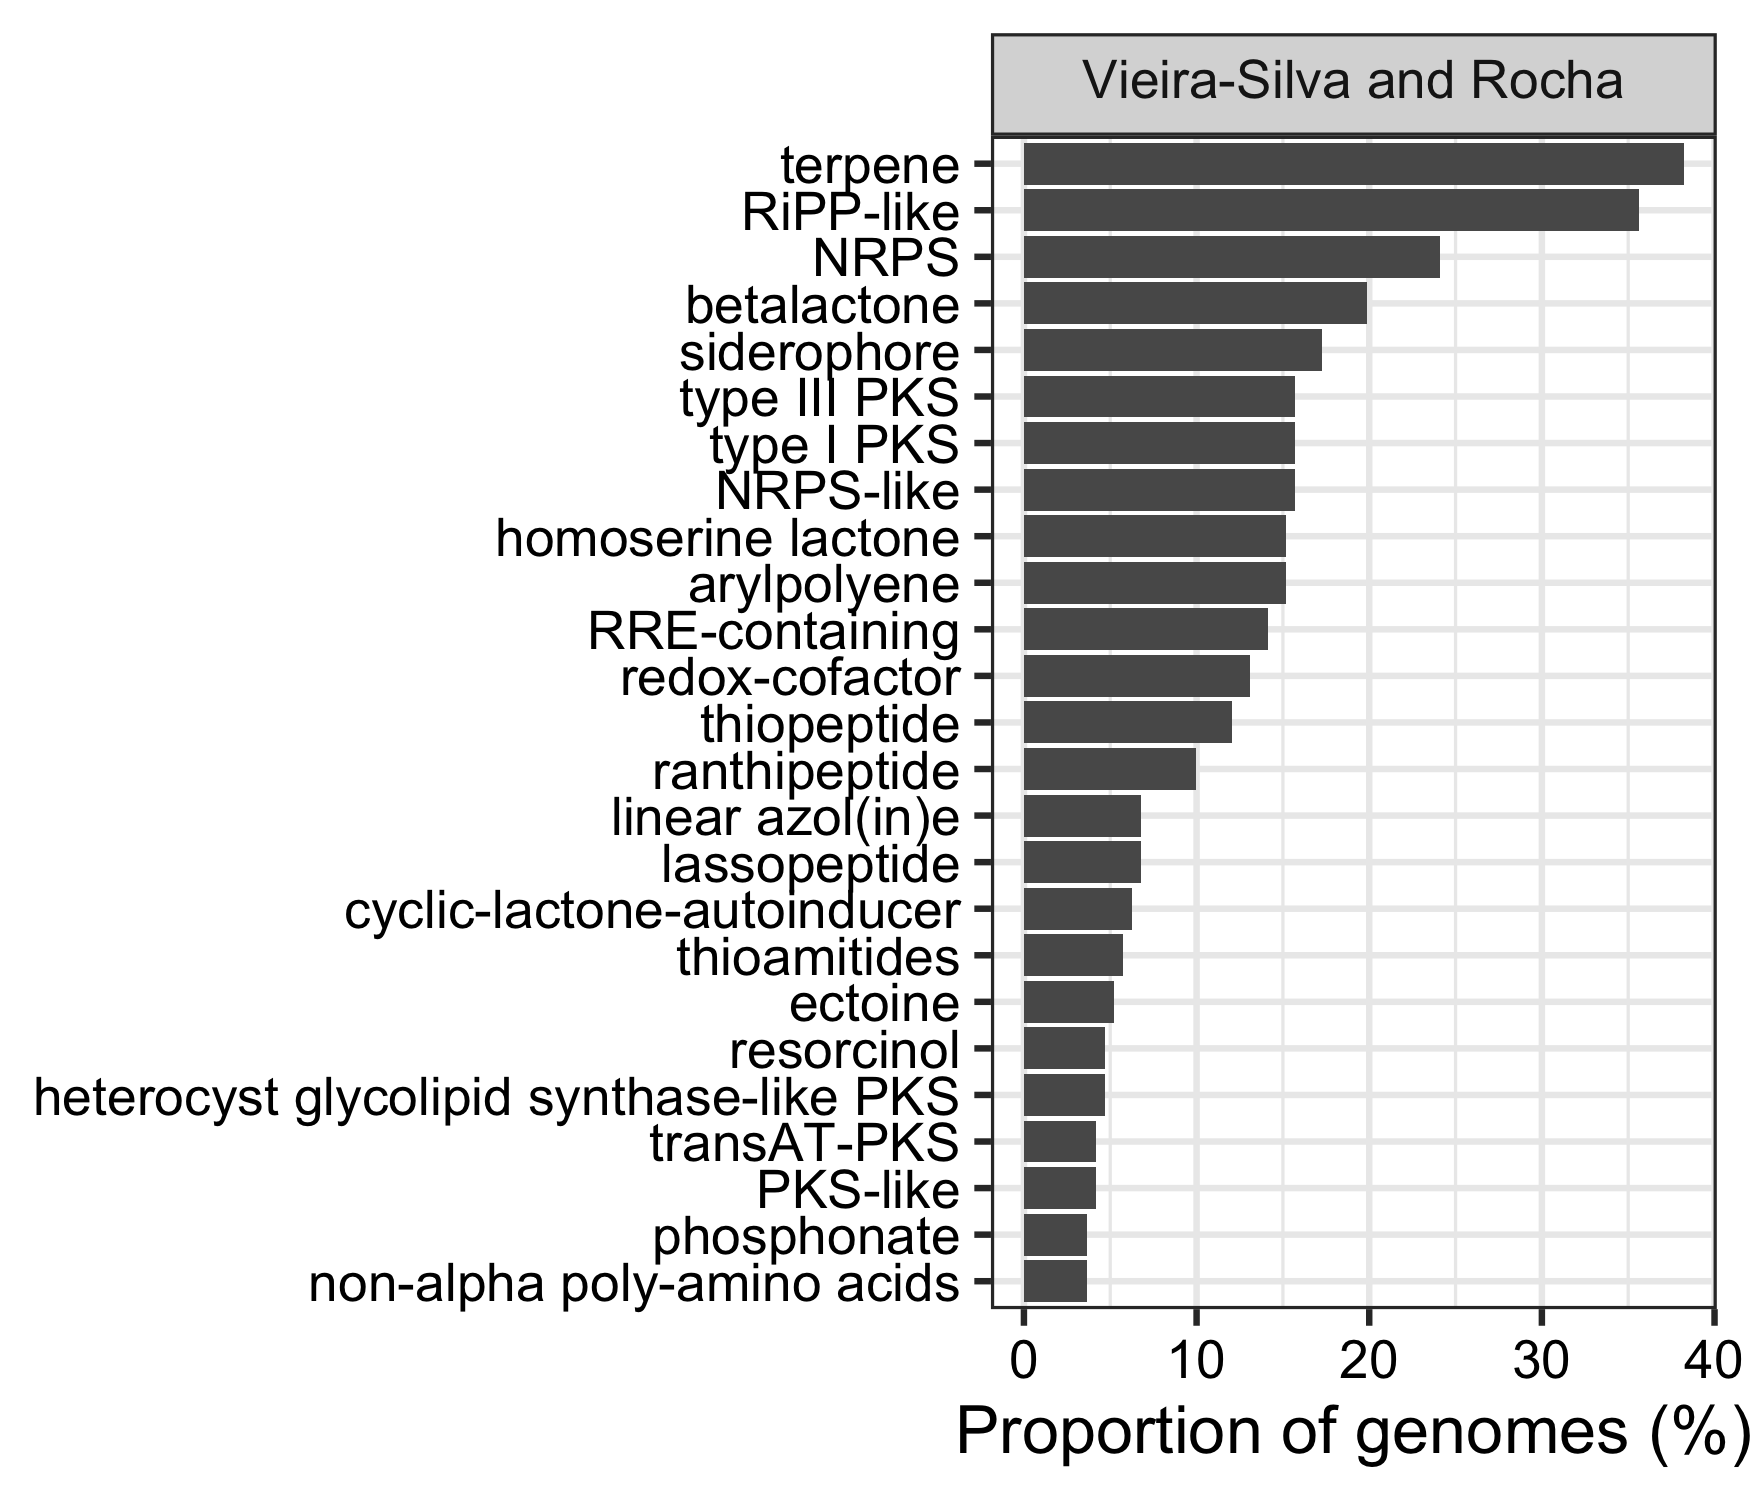 Vieira-Silva and Rocha
terpene
RiPP-like
NRPS
betalactone
siderophore
type III PKS
type I PKS
NRPS-like
homoserine lactone
arylpolyene
RRE-containing
redox-cofactor
thiopeptide
ranthipeptide
linear azol(in)e
lassopeptide
cyclic-lactone-autoinducer
thioamitides
ectoine
resorcinol
heterocyst glycolipid synthase-like PKS
transAT-PKS
PKS-like
phosphonate
non-alpha poly-amino acids
0 10 20 30 40
Proportion of genomes (%)